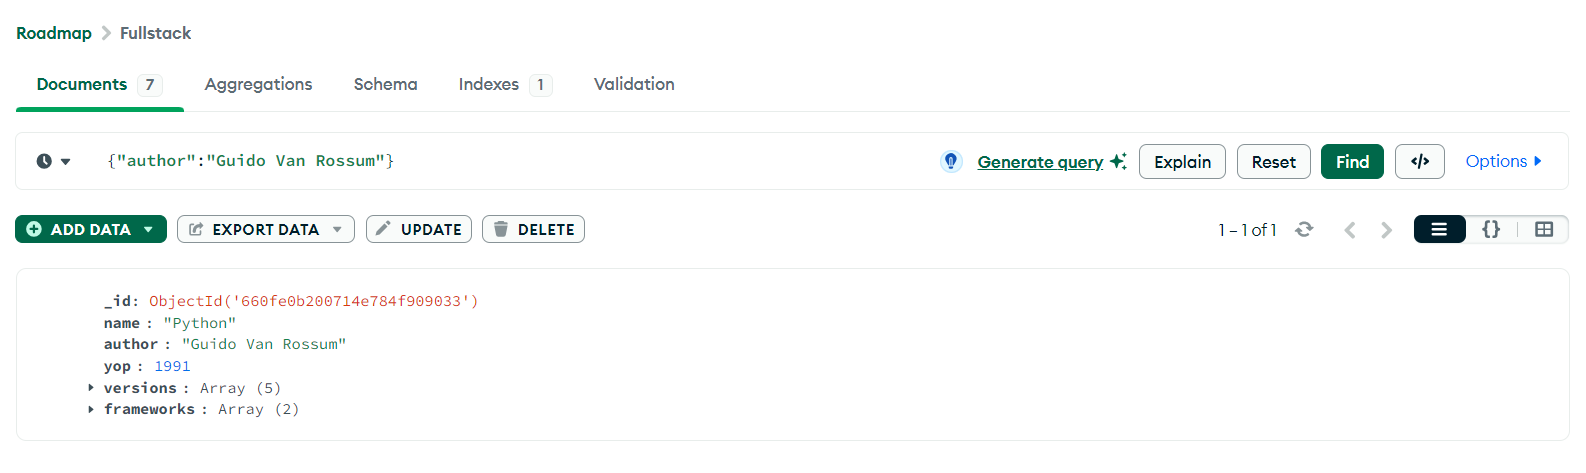 Roadmap > Fullstack
Documents 7 Aggregations Schema Indexes 1 Validation
{"author":"Guido Van Rossum"} Generate query Explain Reset Find </> Options
ADD DATA EXPORT DATA UPDATE DELETE 1 – 1 of 1 {}
_id: ObjectId('660fe0b200714e784f909033')
name : "Python"
author : "Guido Van Rossum"
yop : 1991
versions : Array (5)
frameworks : Array (2)